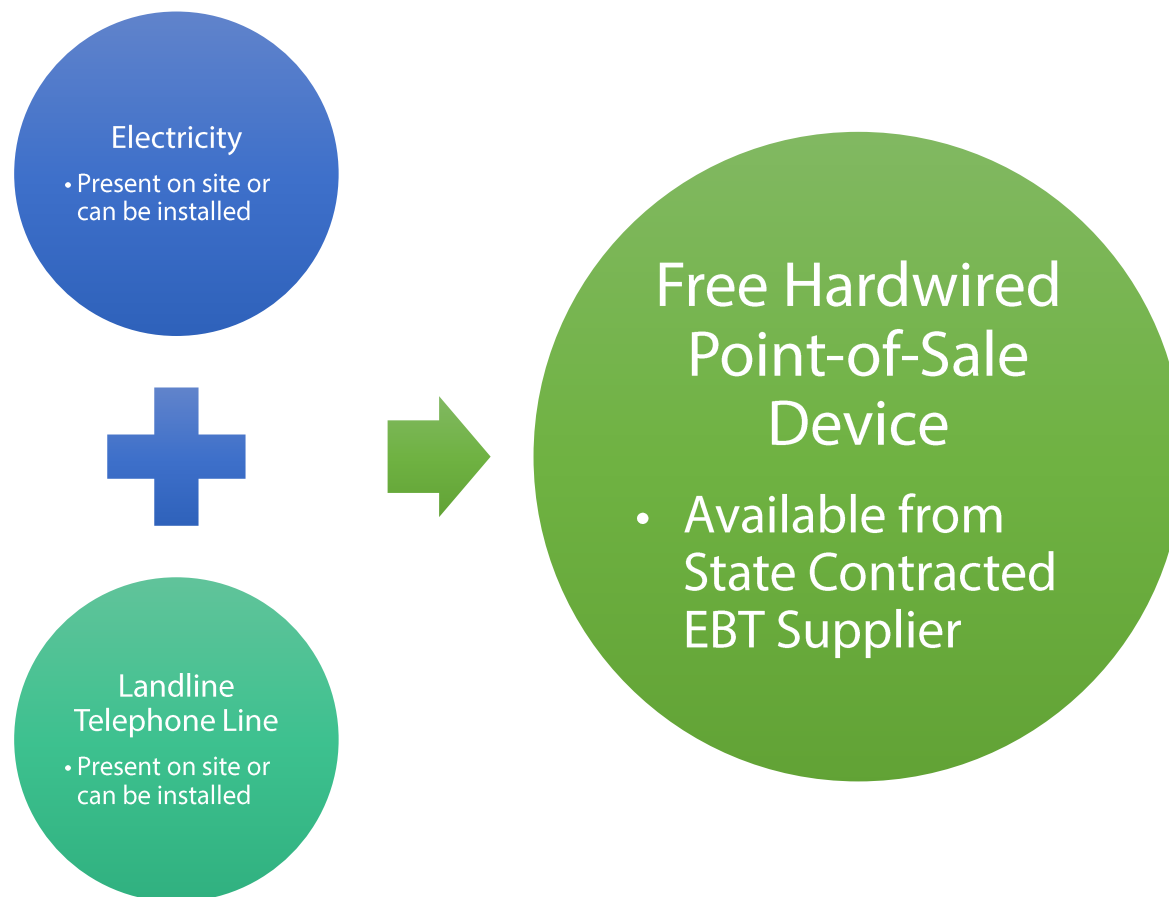 Electricity
• Present on site or
can be installed
Landline
Telephone Line
• Present on site or
can be installed
Free Hardwired
Point-of-Sale
Device
• Available from
State Contracted
EBT Supplier